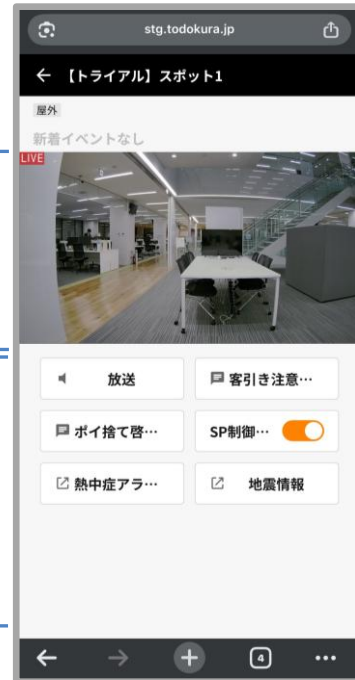 stg.todokura.jp
← 【トライアル】スポット1
屋外
新着イベントなし
LIVE
放送
客引き注意…
ポイ捨て啓…
SP制御…
熱中症アラ…
地震情報
4